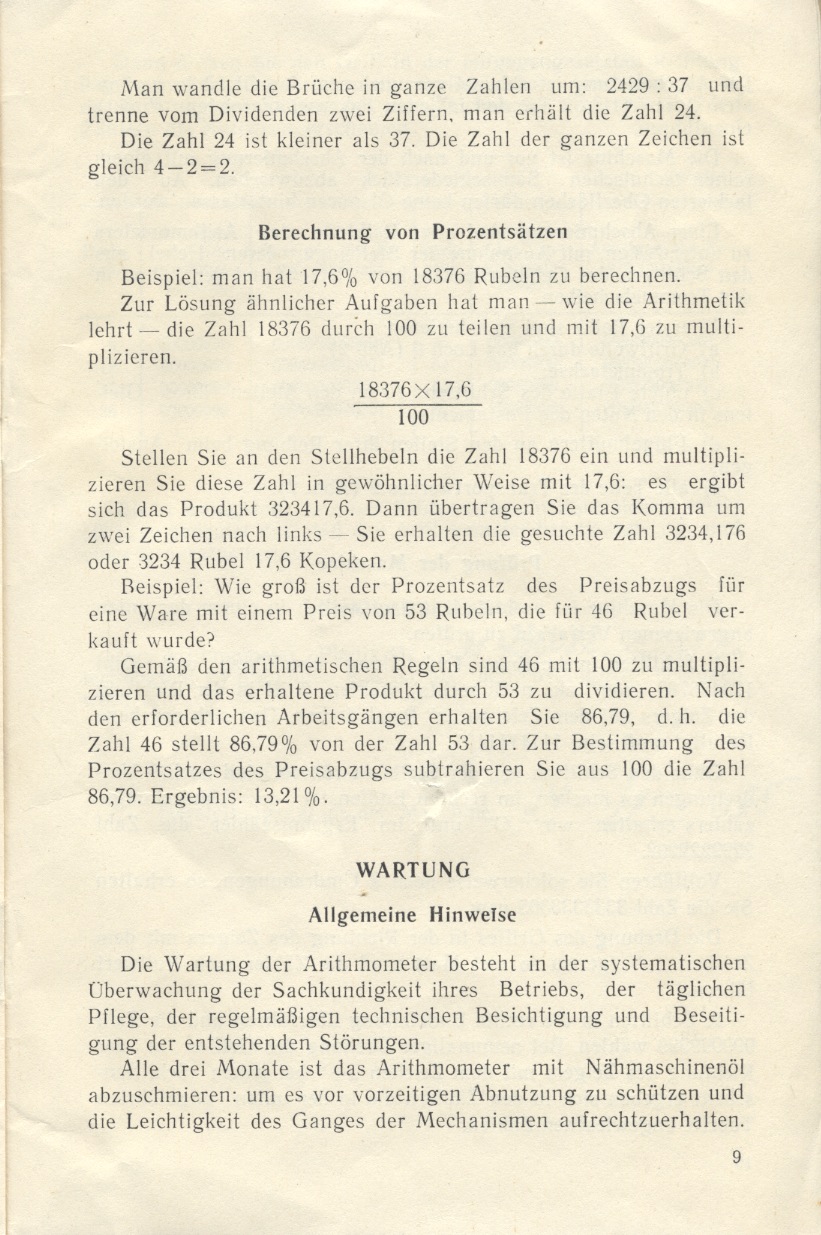 Man wandle die Brüche in ganze Zahlen um: 2429 : 37 und
trenne vom Dividenden zwei Ziffern, man erhält die Zahl 24.
Die Zahl 24 ist kleiner als 37. Die Zahl der ganzen Zeichen ist
gleich 4—2=2.
Berechnung von Prozentsätzen
Beispiel: man hat 17,6% von 18376 Rubeln zu berechnen.
Zur Lösung ähnlicher Aufgaben hat man — wie die Arithmetik
lehrt — die Zahl 18376 durch 100 zu teilen und mit 17,6 zu multi-
plizieren.
18376×17,6
100
Stellen Sie an den Stellhebeln die Zahl 18376 ein und multipli-
zieren Sie diese Zahl in gewöhnlicher Weise mit 17,6: es ergibt
sich das Produkt 323417,6. Dann übertragen Sie das Komma um
zwei Zeichen nach links — Sie erhalten die gesuchte Zahl 3234,176
oder 3234 Rubel 17,6 Kopeken.
Beispiel: Wie groß ist der Prozentsatz des Preisabzugs für
eine Ware mit einem Preis von 53 Rubeln, die für 46 Rubel ver-
kauft wurde?
Gemäß den arithmetischen Regeln sind 46 mit 100 zu multipli-
zieren und das erhaltene Produkt durch 53 zu dividieren. Nach
den erforderlichen Arbeitsgängen erhalten Sie 86,79, d. h. die
Zahl 46 stellt 86,79% von der Zahl 53 dar. Zur Bestimmung des
Prozentsatzes des Preisabzugs subtrahieren Sie aus 100 die Zahl
86,79. Ergebnis: 13,21%.
WARTUNG
Allgemeine Hinweise
Die Wartung der Arithmometer besteht in der systematischen
Überwachung der Sachkundigkeit ihres Betriebs, der täglichen
Pflege, der regelmäßigen technischen Besichtigung und Beseiti-
gung der entstehenden Störungen.
Alle drei Monate ist das Arithmometer mit Nähmaschinenöl
abzuschmieren: um es vor vorzeitigen Abnutzung zu schützen und
die Leichtigkeit des Ganges der Mechanismen aufrechtzuerhalten.
9